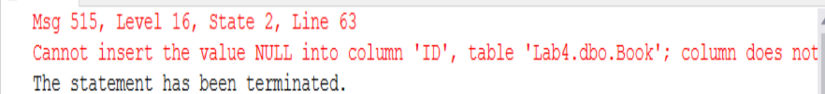 Msg 515, Level 16, State 2, Line 63
Cannot insert the value NULL into column 'ID', table 'Lab4.dbo.Book'; column does not
The statement has been terminated.